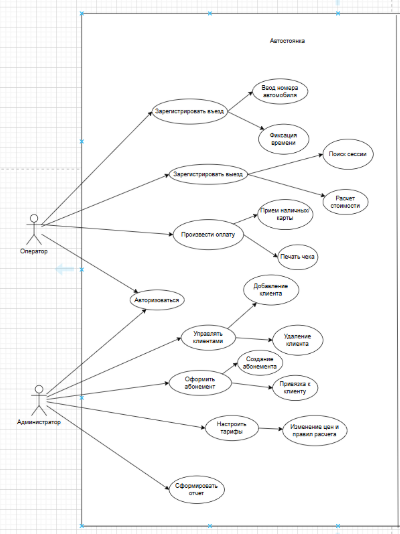 Автостоянка
Ввод номера
автомобиля
Зарегистрировать въезд
Фиксация
времени
Поиск сессии
Зарегистрировать выезд
Расчет
стоимости
Прием наличных/
карты
Произвести оплату
Оператор
Печать чека
Добавление
клиента
Авторизоваться
Управлять
клиентами
Удаление
клиента
Создание
абонемента
Оформить
абонемент
Привязка к
клиенту
Администратор
Настроить
тарифы
Изменение цен и
правил расчета
Сформировать
отчет